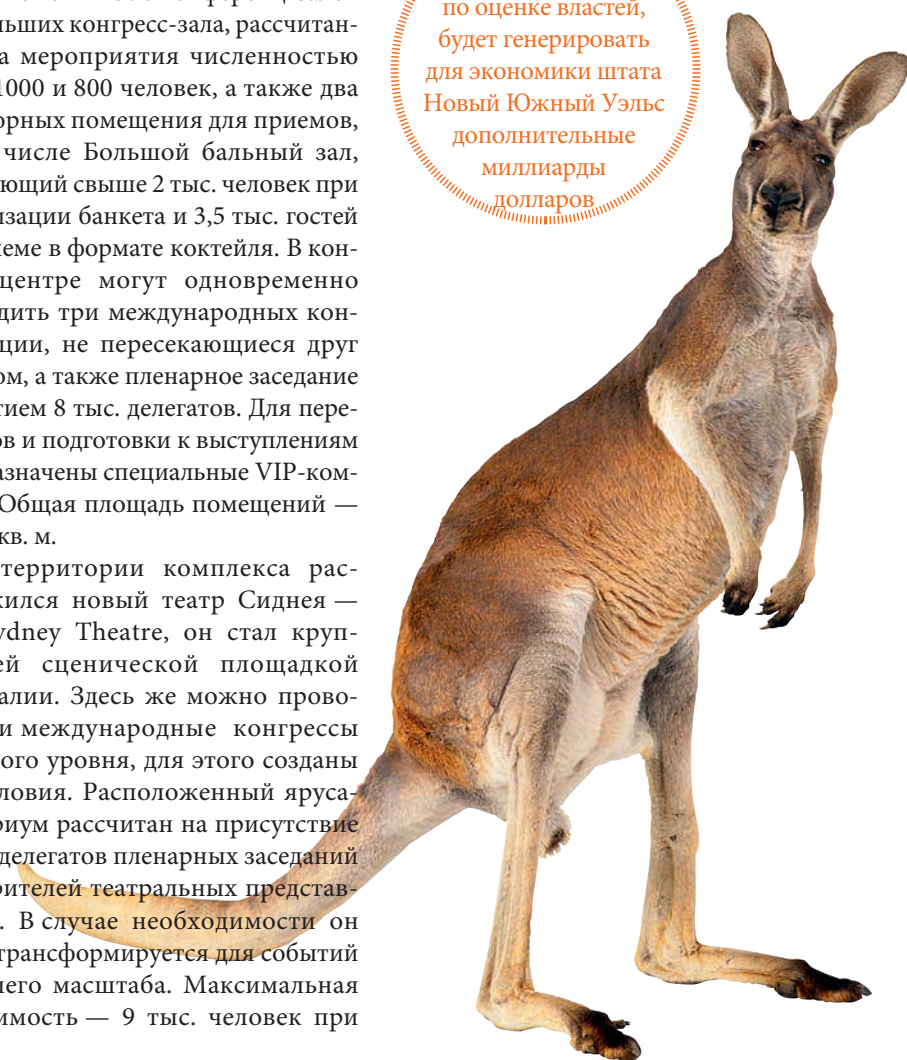 льших конгресс-зала, рассчитан-
а мероприятия численностью
1000 и 800 человек, а также два
орных помещения для приемов,
числе Большой бальный зал,
ющий свыше 2 тыс. человек при
изации банкета и 3,5 тыс. гостей
еме в формате коктейля. В кон-
центре могут одновременно
дить три международных кон-
ции, не пересекающиеся друг
ом, а также пленарное заседание
тием 8 тыс. делегатов. Для пере-
ов и подготовки к выступлениям
азначены специальные VIP-ком-
Общая площадь помещений —
кв. м.
территории комплекса рас-
жился новый театр Сиднея —
ydney Theatre, он стал круп-
ей сценической площадкой
алии. Здесь же можно прово-
и международные конгрессы
ого уровня, для этого созданы
ловия. Расположенный яруса-
риум рассчитан на присутствие
делегатов пленарных заседаний
рителей театральных представ-
. В случае необходимости он
трансформируется для событий
него масштаба. Максимальная
имость — 9 тыс. человек при
по оценке властей,
будет генерировать
для экономики штата
Новый Южный Уэльс
дополнительные
миллиарды
долларов